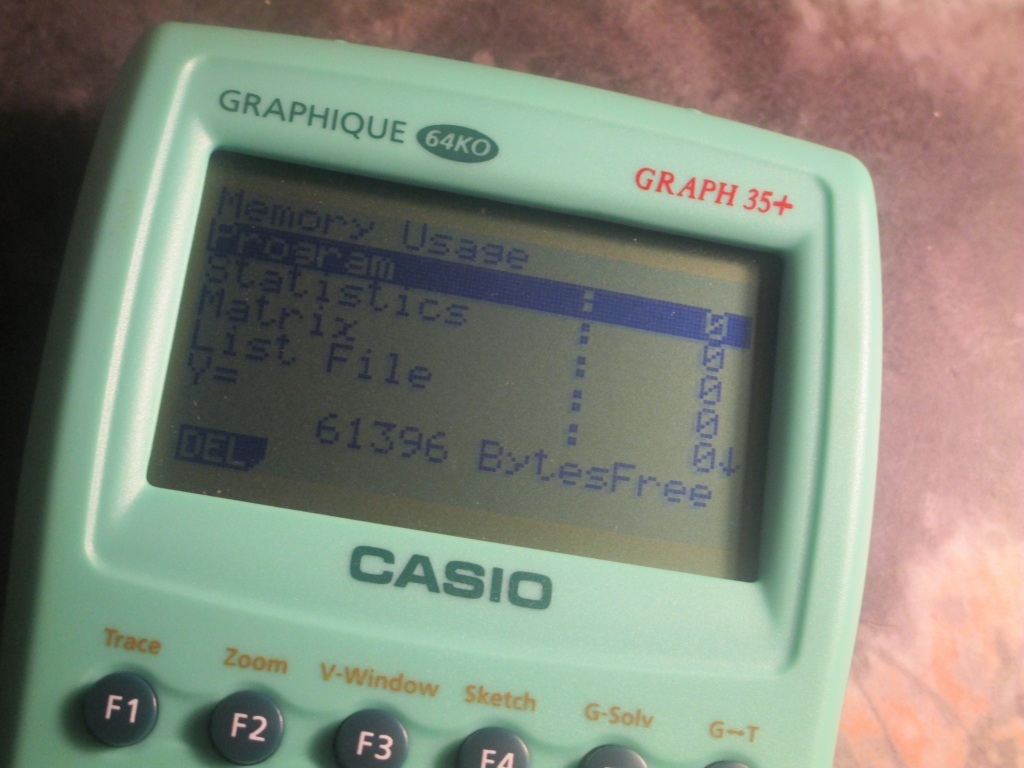 GRAPHIQUE 64KO
GRAPH 35+
Memory Usage
Program : 0
Statistics : 0
Matrix : 0
List File : 0
Y= : 0↓
DEL 61396 BytesFree
CASIO
Trace Zoom V-Window Sketch G-Solv G↔T
F1 F2 F3 F4